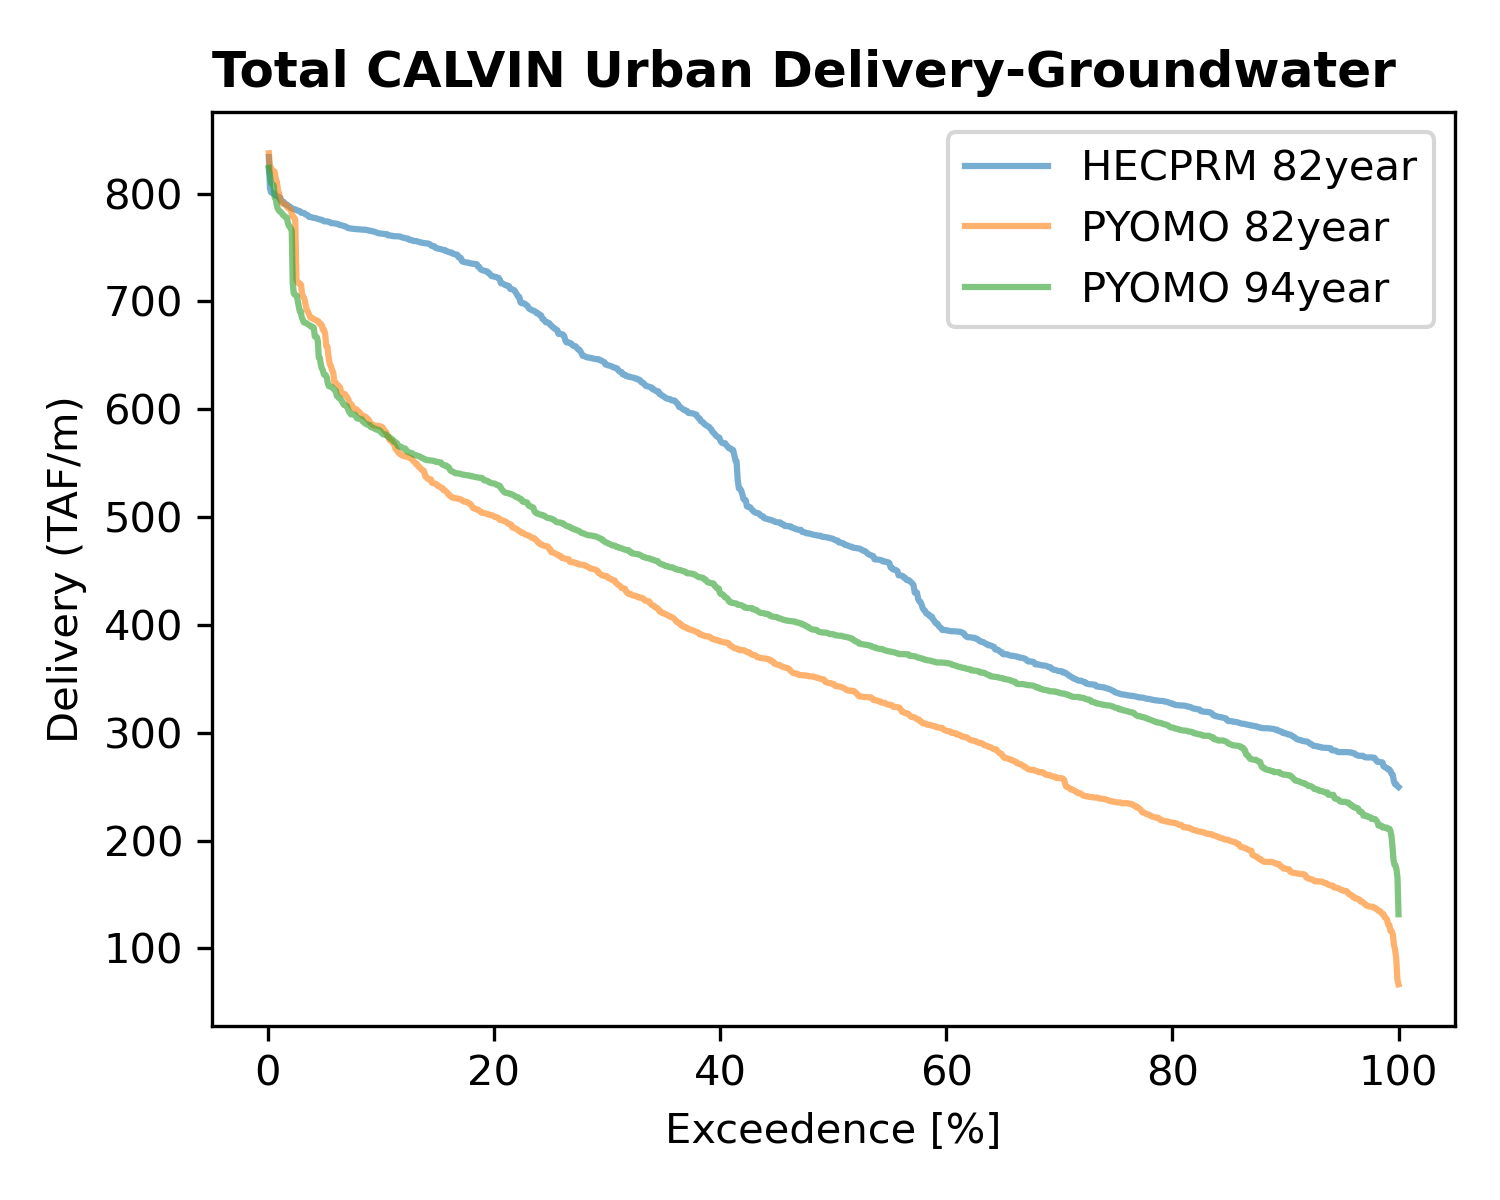 Total CALVIN Urban Delivery-Groundwater
HECPRM 82year
PYOMO 82year
PYOMO 94year
Delivery (TAF/m)
800
700
600
500
400
300
200
100
0
20
40
60
80
100
Exceedence [%]